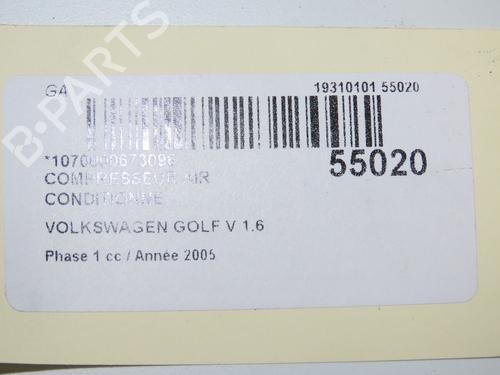 B-PARTS
GA
19310101 55020
*1070000673096
55020
COMPRESSEUR AIR
CONDITIONNE
VOLKSWAGEN GOLF V 1.6
Phase 1 cc / Année 2005